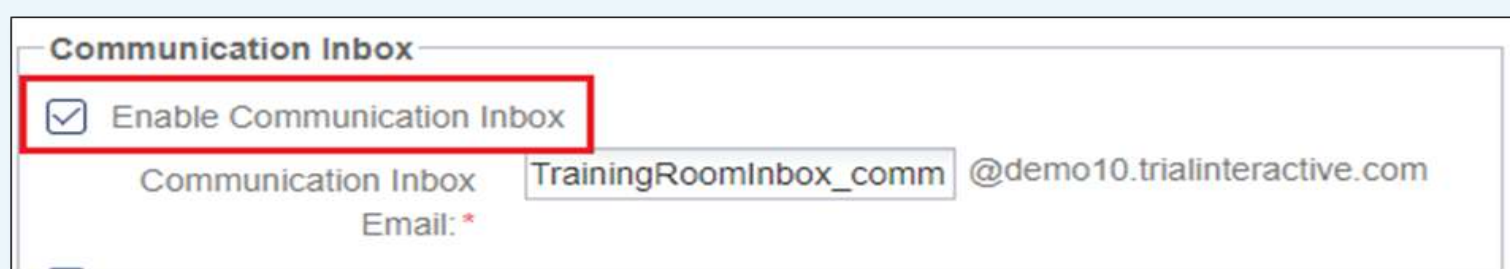 Communication Inbox
Enable Communication Inbox
Communication Inbox TrainingRoomInbox_comm @demo10.trialinteractive.com
Email: *